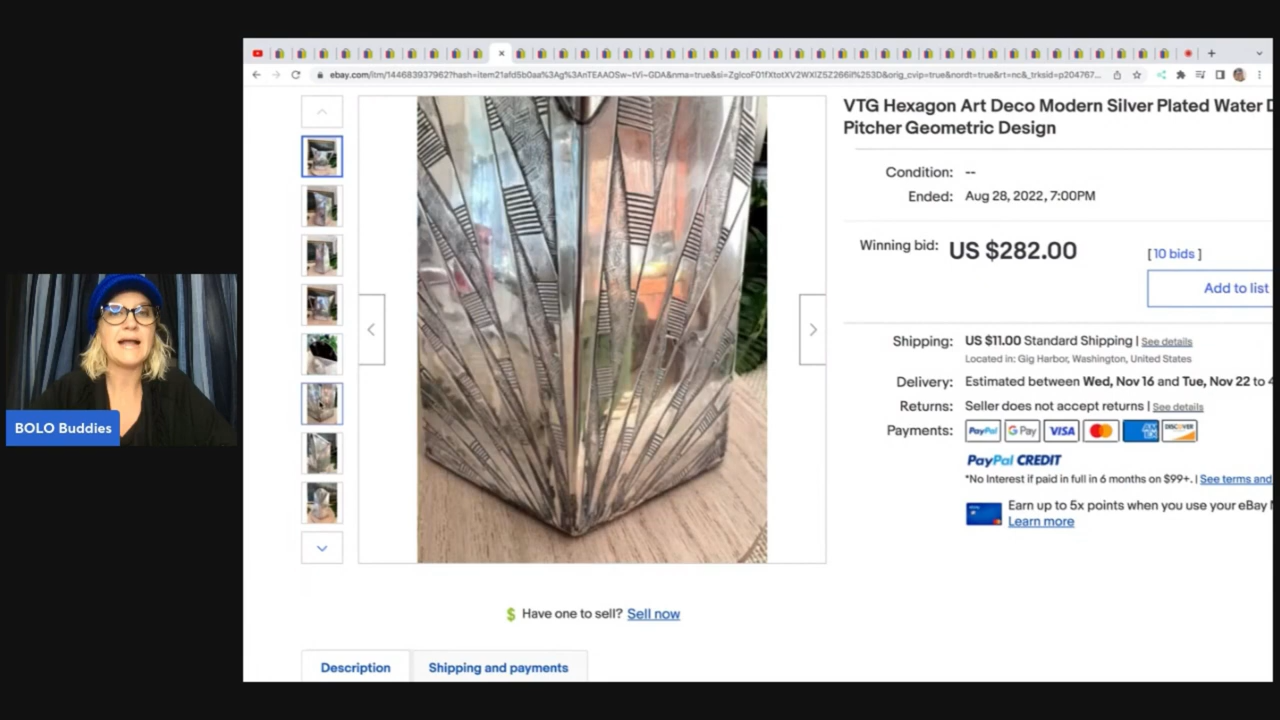 ebay.com/itm/144683937962?hash=item21afd5b0aa%3Ag%3AnTEAAOSw~tVi~GDA&nma=true&si=ZglcoF01fXtotXV2WXlZ5Z266iI%253D&orig_cvip=true&nordt=true&rt=nc&_trksid=p204767...
VTG Hexagon Art Deco Modern Silver Plated Water D
Pitcher Geometric Design
Condition: --
Ended: Aug 28, 2022, 7:00PM
Winning bid: US $282.00 [ 10 bids ]
Add to list
Shipping: US $11.00 Standard Shipping | See details
Located in: Gig Harbor, Washington, United States
Delivery: Estimated between Wed, Nov 16 and Tue, Nov 22 to 4
Returns: Seller does not accept returns | See details
Payments: PayPal G Pay VISA DISCOVER
PayPal CREDIT
*No Interest if paid in full in 6 months on $99+. | See terms and
Earn up to 5x points when you use your eBay M
Learn more
BOLO Buddies
$ Have one to sell? Sell now
Description Shipping and payments